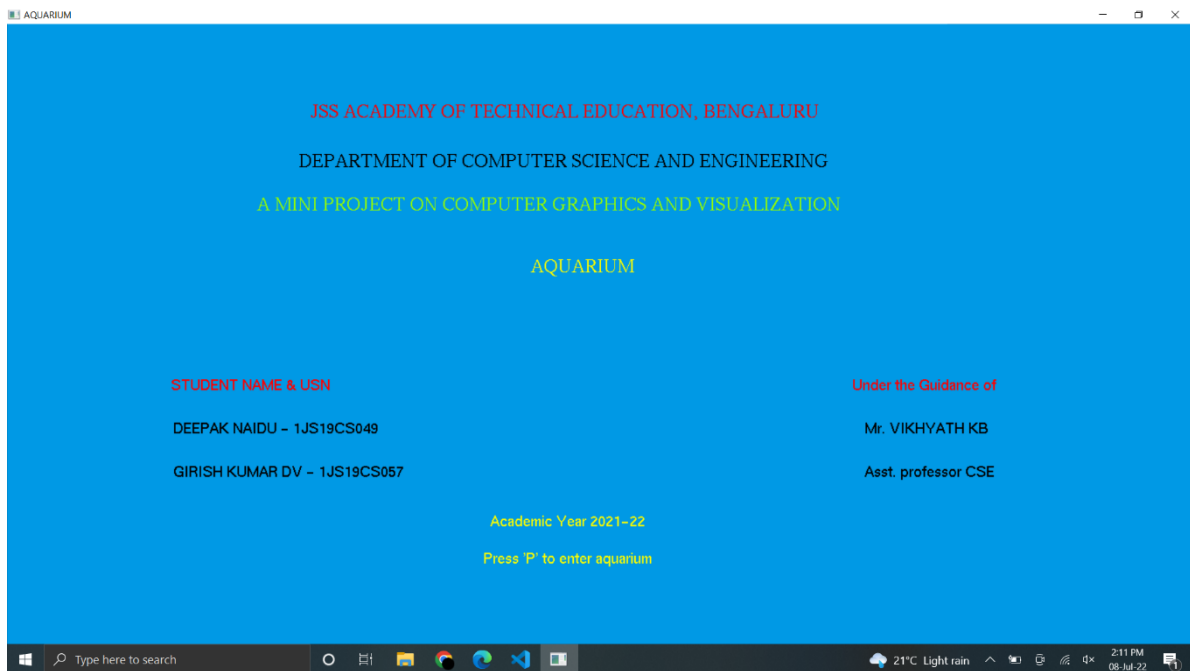 AQUARIUM
JSS ACADEMY OF TECHNICAL EDUCATION, BENGALURU
DEPARTMENT OF COMPUTER SCIENCE AND ENGINEERING
A MINI PROJECT ON COMPUTER GRAPHICS AND VISUALIZATION
AQUARIUM
STUDENT NAME & USN
Under the Guidance of
DEEPAK NAIDU - 1JS19CS049
Mr. VIKHYATH KB
GIRISH KUMAR DV - 1JS19CS057
Asst. professor CSE
Academic Year 2021-22
Press 'P' to enter aquarium
Type here to search
21°C Light rain
2:11 PM
08-Jul-22
1